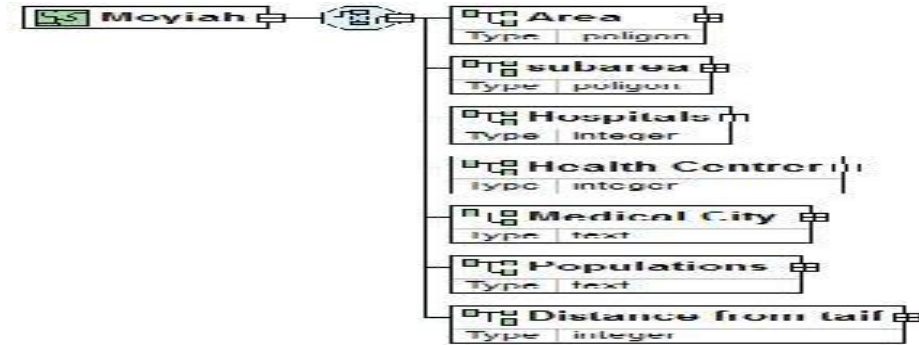 Moyiah
Area
Type poligon
subarea
Type poligon
Hospitals
Type Integer
Health Centrer
Type integer
Medical City
Type text
Populations
Type text
Distance from taif
Type integer